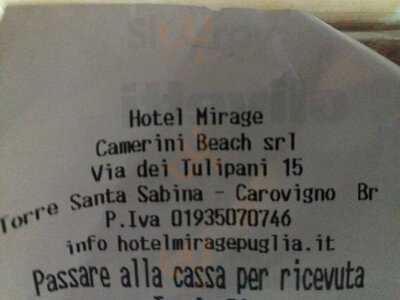 Hotel Mirage
Camerini Beach srl
Via dei Tulipani 15
Torre Santa Sabina - Carovigno Br
P.Iva 01935070746
info hotelmiragepuglia.it
Passare alla cassa per ricevuta